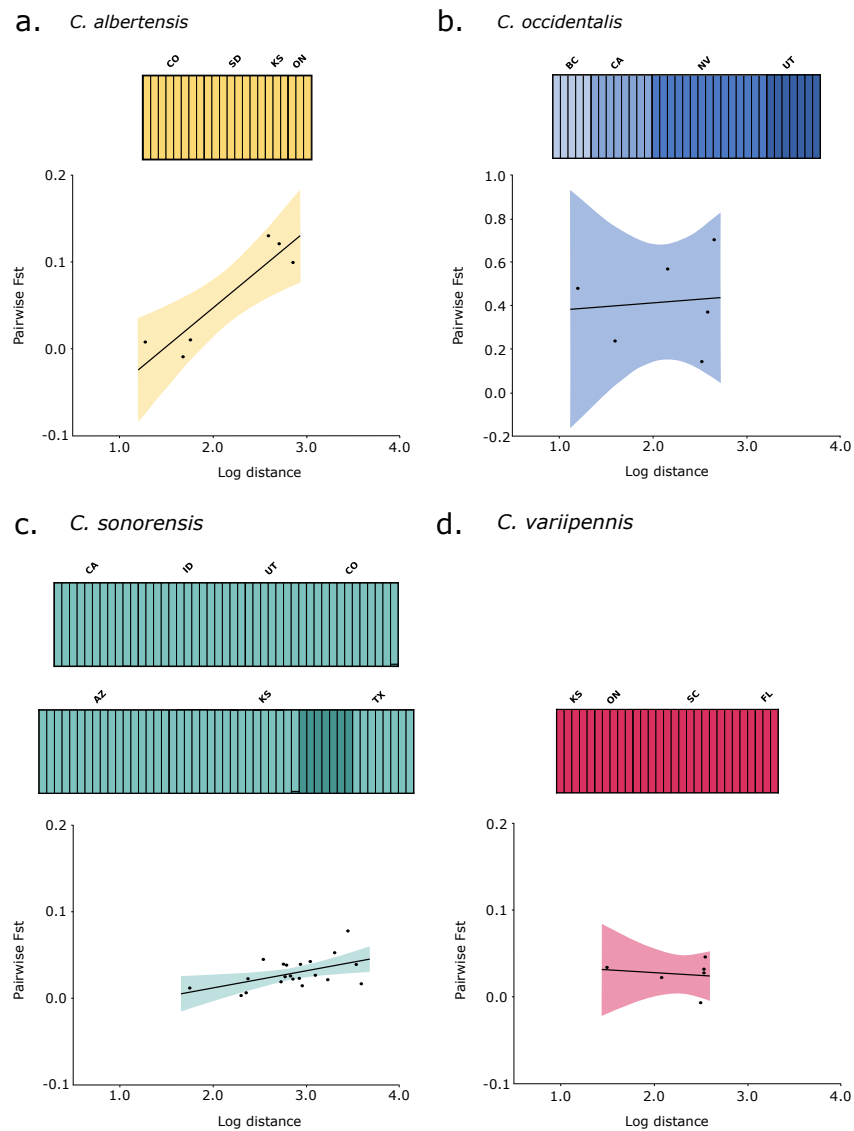 a. C. albertensis
CO SD KS ON
0.2
0.1
0.0
-0.1
Pairwise Fst
1.0 2.0 3.0 4.0
Log distance
b. C. occidentalis
BC CA NV UT
1.0
0.8
0.6
0.4
0.2
0.0
-0.2
Pairwise Fst
1.0 2.0 3.0 4.0
Log distance
c. C. sonorensis
CA ID UT CO
AZ KS TX
0.2
0.1
0.0
-0.1
Pairwise Fst
1.0 2.0 3.0 4.0
Log distance
d. C. variipennis
KS ON SC FL
0.2
0.1
0.0
-0.1
Pairwise Fst
1.0 2.0 3.0 4.0
Log distance